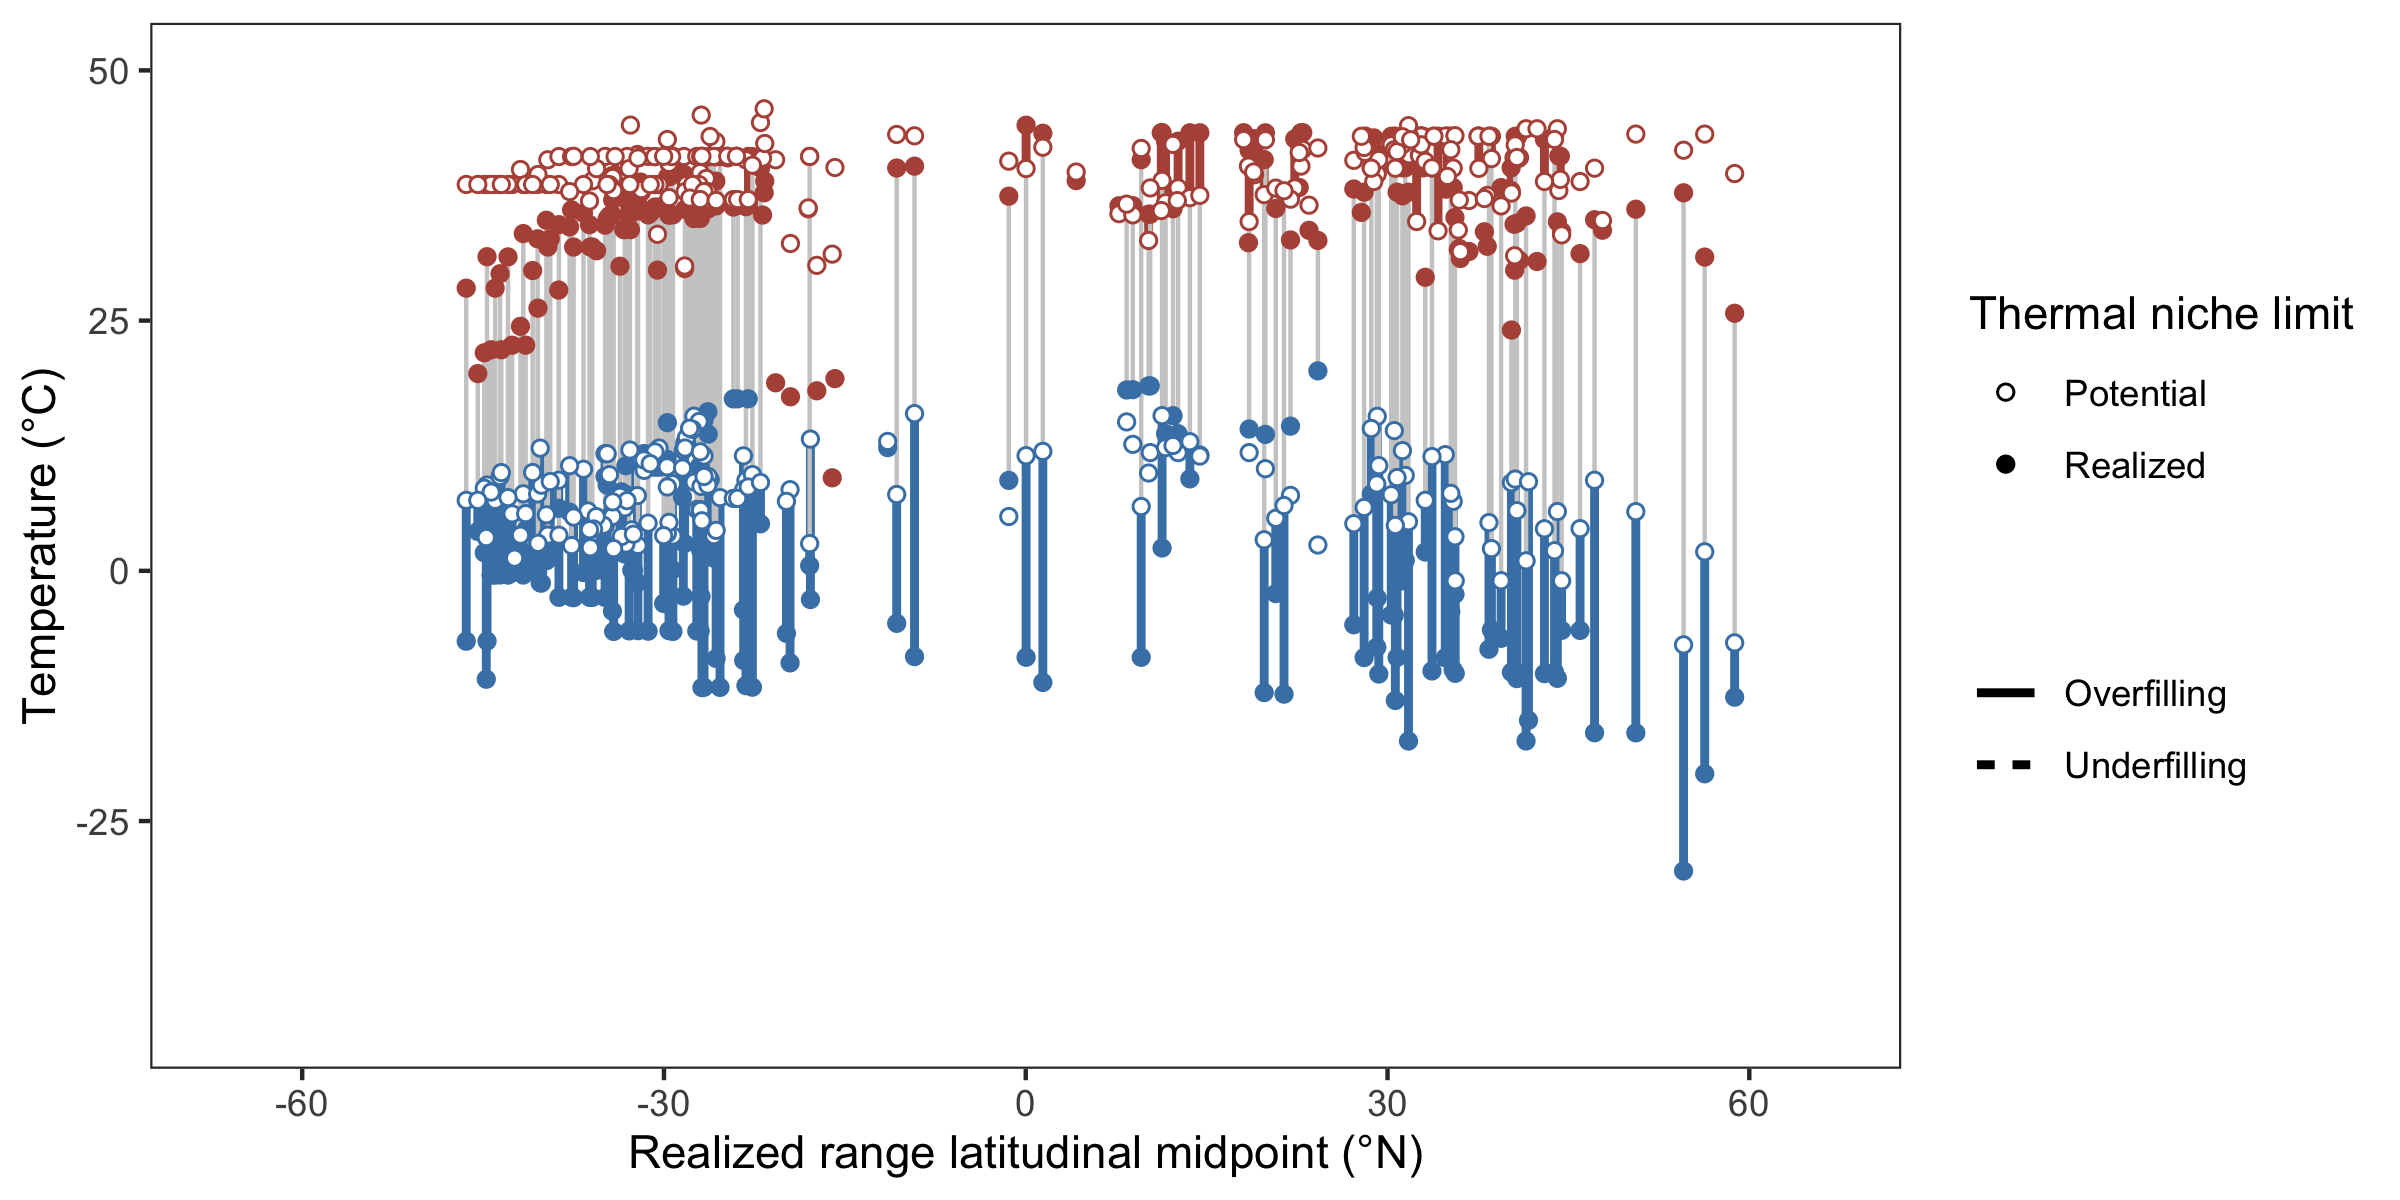 50
25
0
-25
Temperature (°C)
-60
-30
0
30
60
Realized range latitudinal midpoint (°N)
Thermal niche limit
Potential
Realized
Overfilling
Underfilling